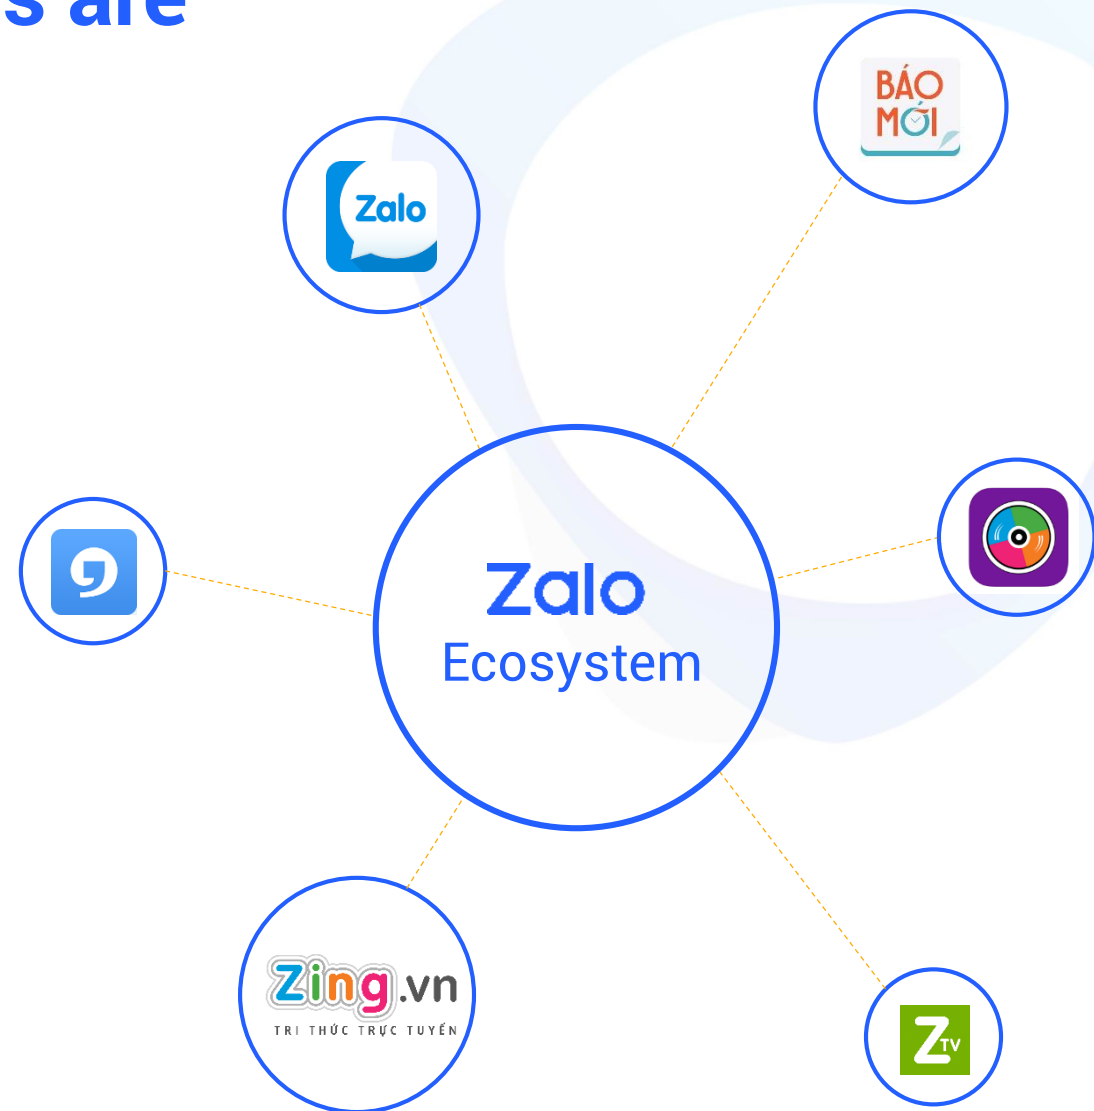 s are
BÁO
MỚI
Zalo
Zalo
Ecosystem
Zing.vn
TRI THỨC TRỰC TUYẾN
Z TV